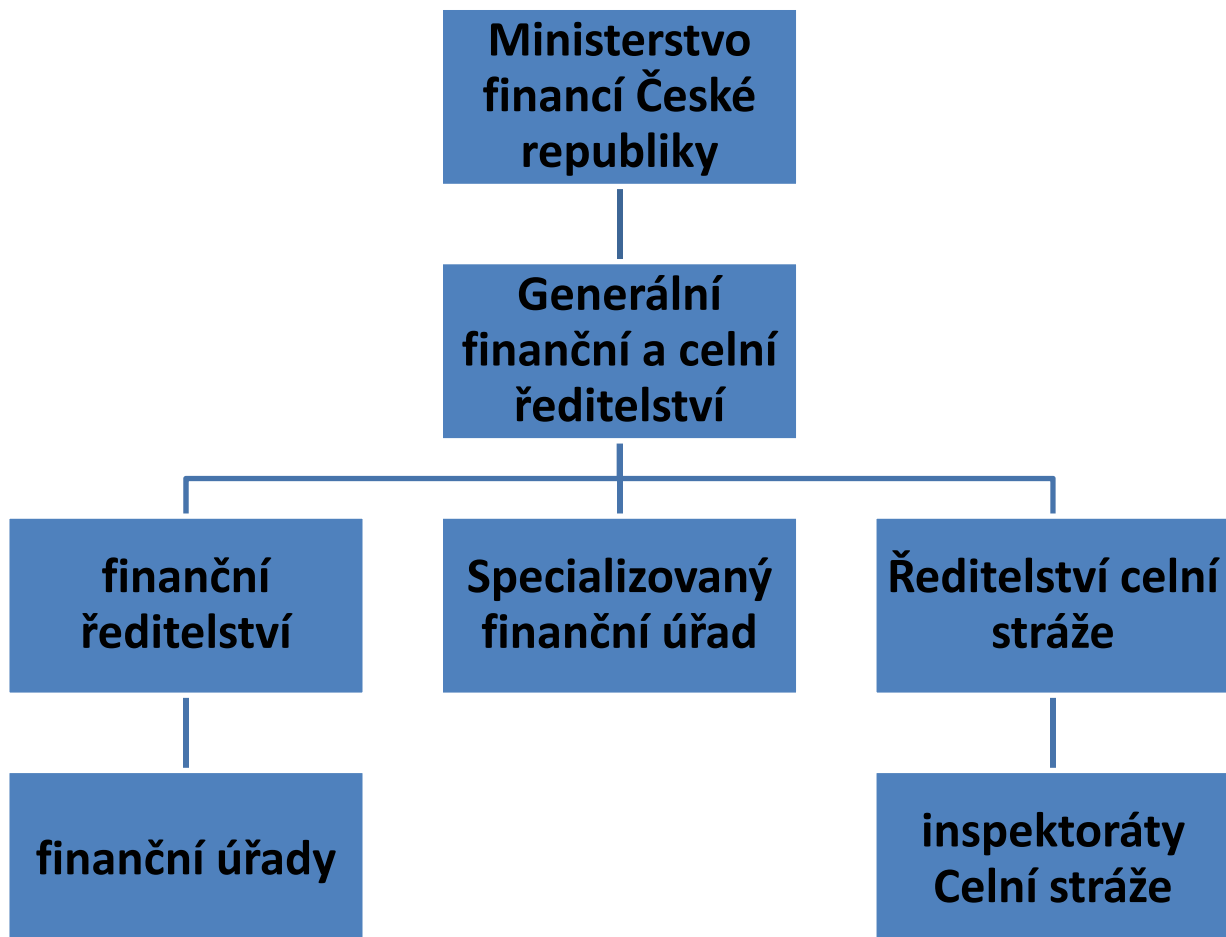 Ministerstvo
financí České
republiky
Generální
finanční a celní
ředitelství
finanční
ředitelství
Specializovaný
finanční úřad
Ředitelství celní
stráže
finanční úřady
inspektoráty
Celní stráže